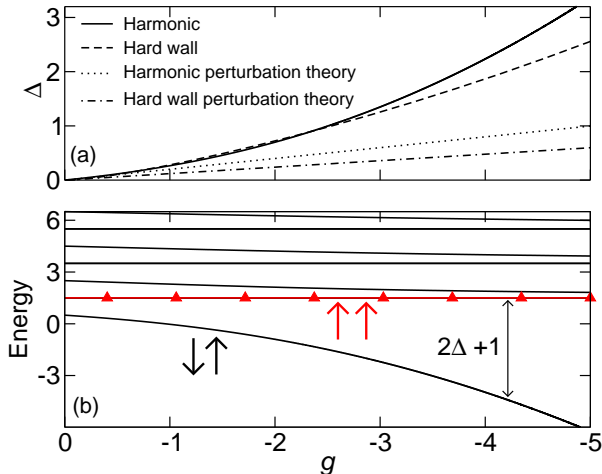 3
Harmonic
Hard wall
2
Harmonic perturbation theory
Δ
Hard wall perturbation theory
1
(a)
0
6
3
Energy
0
2Δ +1
-3
(b)
0 -1 -2 -3 -4 -5
g